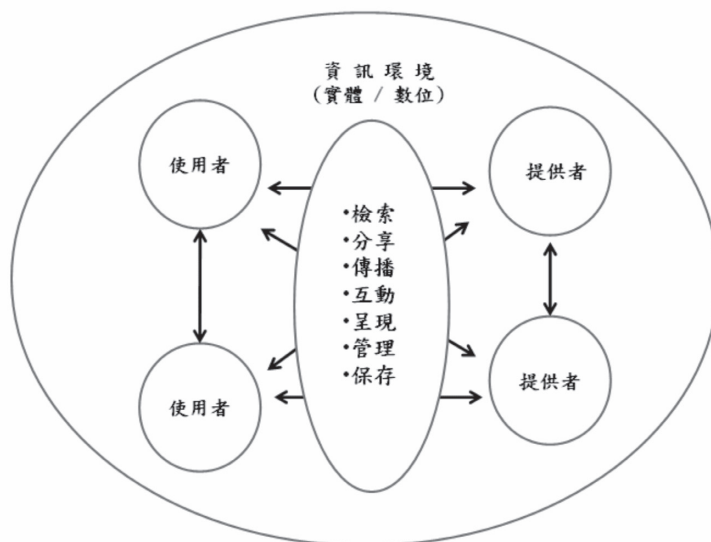 資訊環境
(實體 / 數位)
使用者
提供者
•檢索
•分享
•傳播
•互動
•呈現
•管理
•保存
使用者
提供者